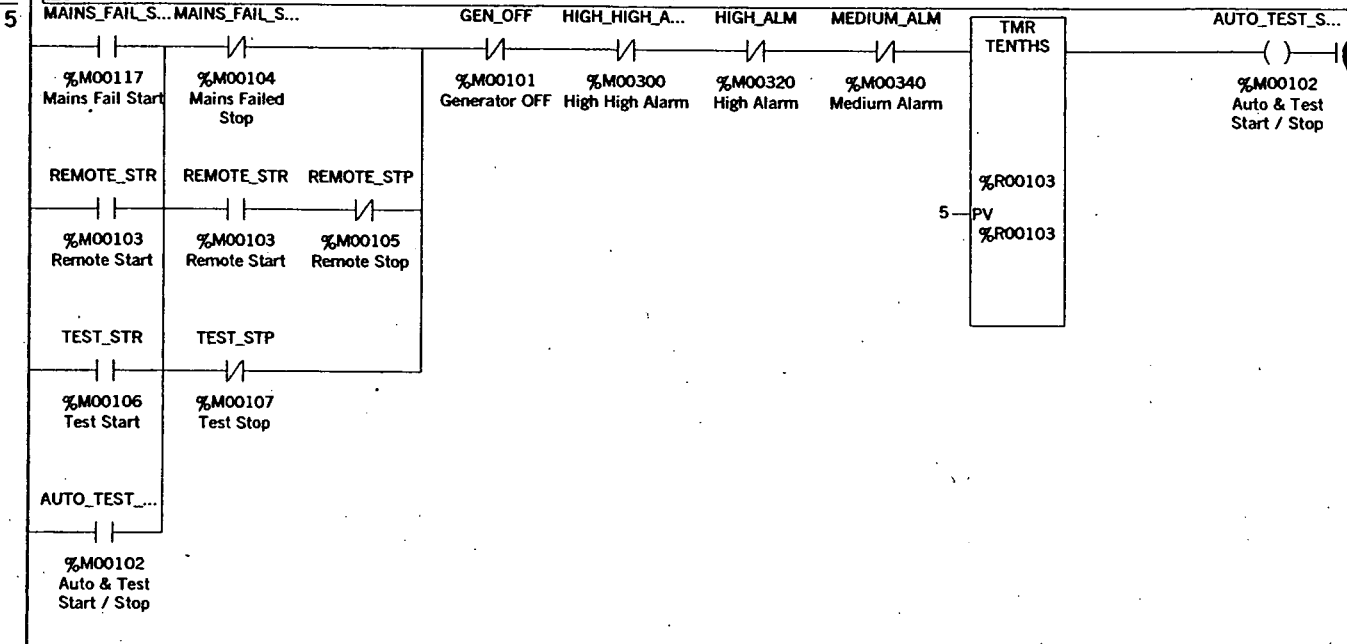 5
MAINS_FAIL_S... MAINS_FAIL_S... GEN_OFF HIGH_HIGH_A... HIGH_ALM MEDIUM_ALM TMR AUTO_TEST_S...
TENTHS
%M00117 %M00104 %M00101 %M00300 %M00320 %M00340 %M00102
Mains Fail Start Mains Failed Generator OFF High High Alarm High Alarm Medium Alarm Auto & Test
Stop Start / Stop
REMOTE_STR REMOTE_STR REMOTE_STP %R00103
5 PV
%M00103 %M00103 %M00105 %R00103
Remote Start Remote Start Remote Stop
TEST_STR TEST_STP
%M00106 %M00107
Test Start Test Stop
AUTO_TEST_...
%M00102
Auto & Test
Start / Stop